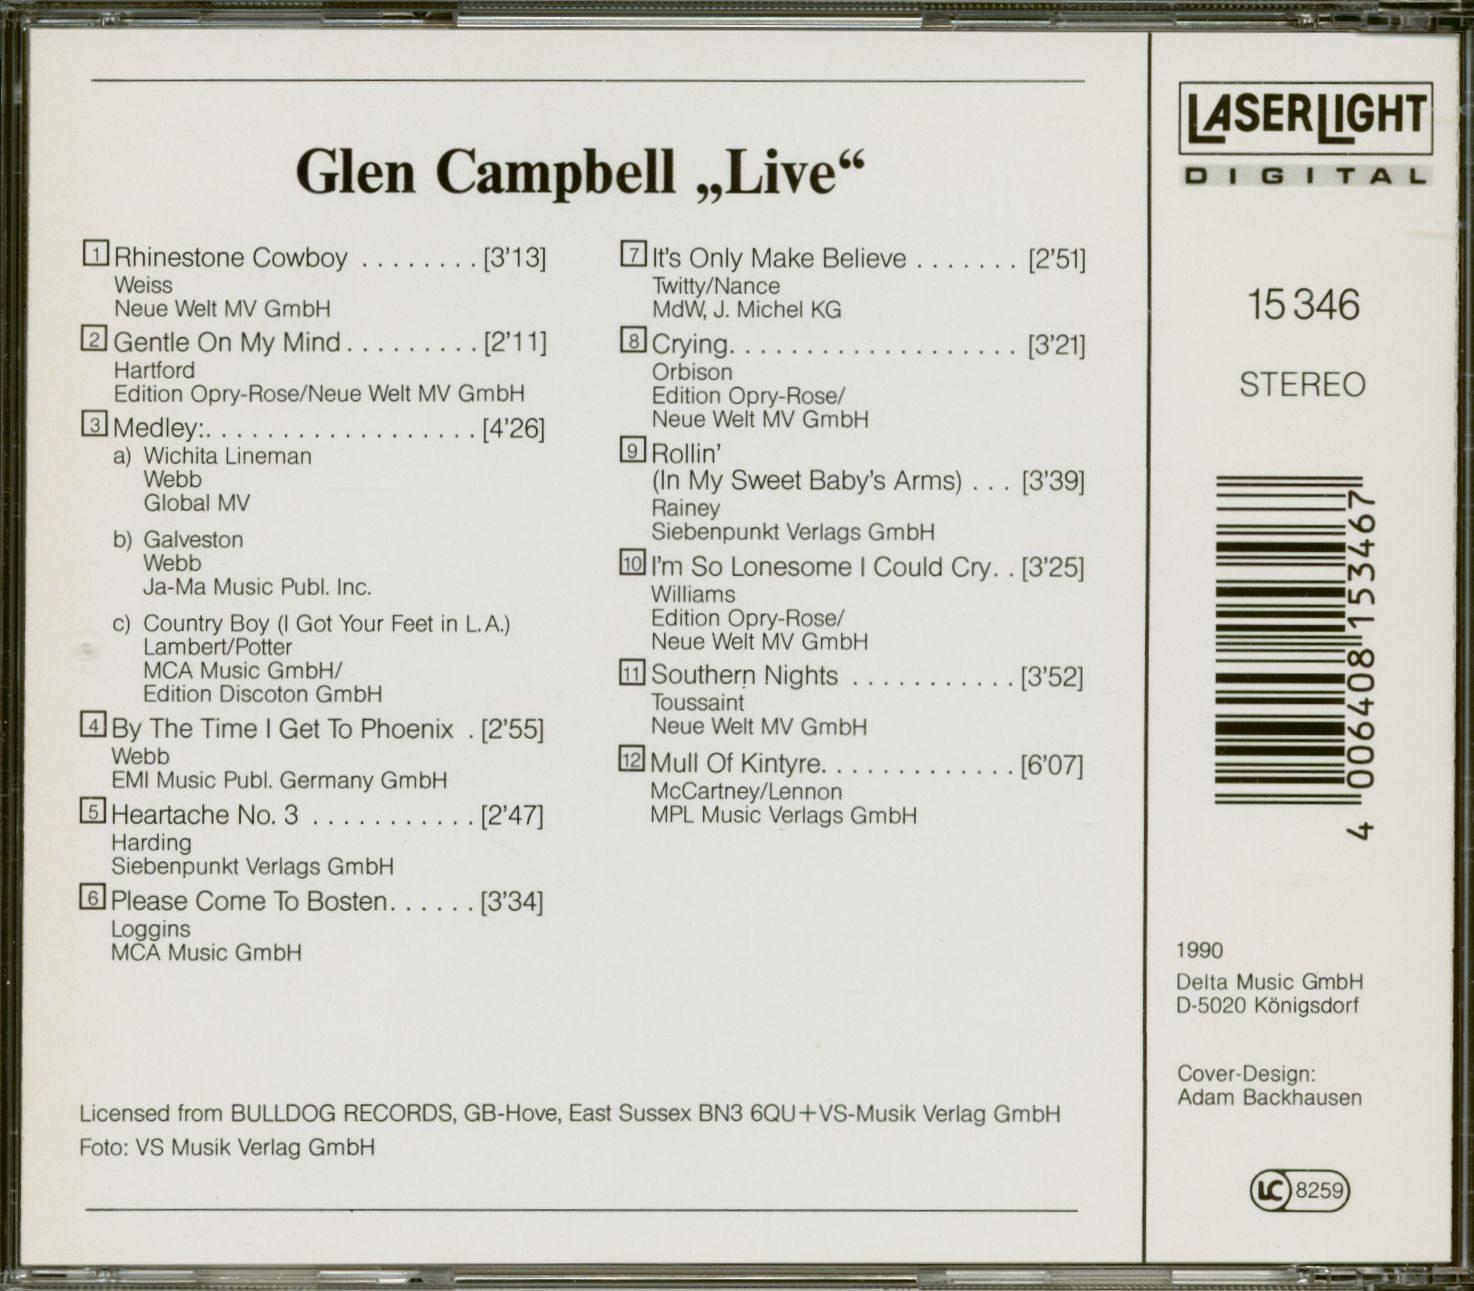 Glen Campbell „Live“
1 Rhinestone Cowboy ........ [3'13]
Weiss
Neue Welt MV GmbH
2 Gentle On My Mind ......... [2'11]
Hartford
Edition Opry-Rose/Neue Welt MV GmbH
3 Medley: .................. [4'26]
a) Wichita Lineman
Webb
Global MV
b) Galveston
Webb
Ja-Ma Music Publ. Inc.
c) Country Boy (I Got Your Feet in L.A.)
Lambert/Potter
MCA Music GmbH/
Edition Discoton GmbH
4 By The Time I Get To Phoenix . [2'55]
Webb
EMI Music Publ. Germany GmbH
5 Heartache No. 3 ........... [2'47]
Harding
Siebenpunkt Verlags GmbH
6 Please Come To Bosten...... [3'34]
Loggins
MCA Music GmbH
7 It's Only Make Believe ....... [2'51]
Twitty/Nance
MdW, J. Michel KG
8 Crying................... [3'21]
Orbison
Edition Opry-Rose/
Neue Welt MV GmbH
9 Rollin'
(In My Sweet Baby's Arms) ... [3'39]
Rainey
Siebenpunkt Verlags GmbH
10 I'm So Lonesome I Could Cry.. [3'25]
Williams
Edition Opry-Rose/
Neue Welt MV GmbH
11 Southern Nights ........... [3'52]
Toussaint
Neue Welt MV GmbH
12 Mull Of Kintyre............. [6'07]
McCartney/Lennon
MPL Music Verlags GmbH
Licensed from BULLDOG RECORDS, GB-Hove, East Sussex BN3 6QU+VS-Musik Verlag GmbH
Foto: VS Musik Verlag GmbH
LASERLIGHT
DIGITAL
15 346
STEREO
4 006408 153467
1990
Delta Music GmbH
D-5020 Königsdorf
Cover-Design:
Adam Backhausen
LC 8259